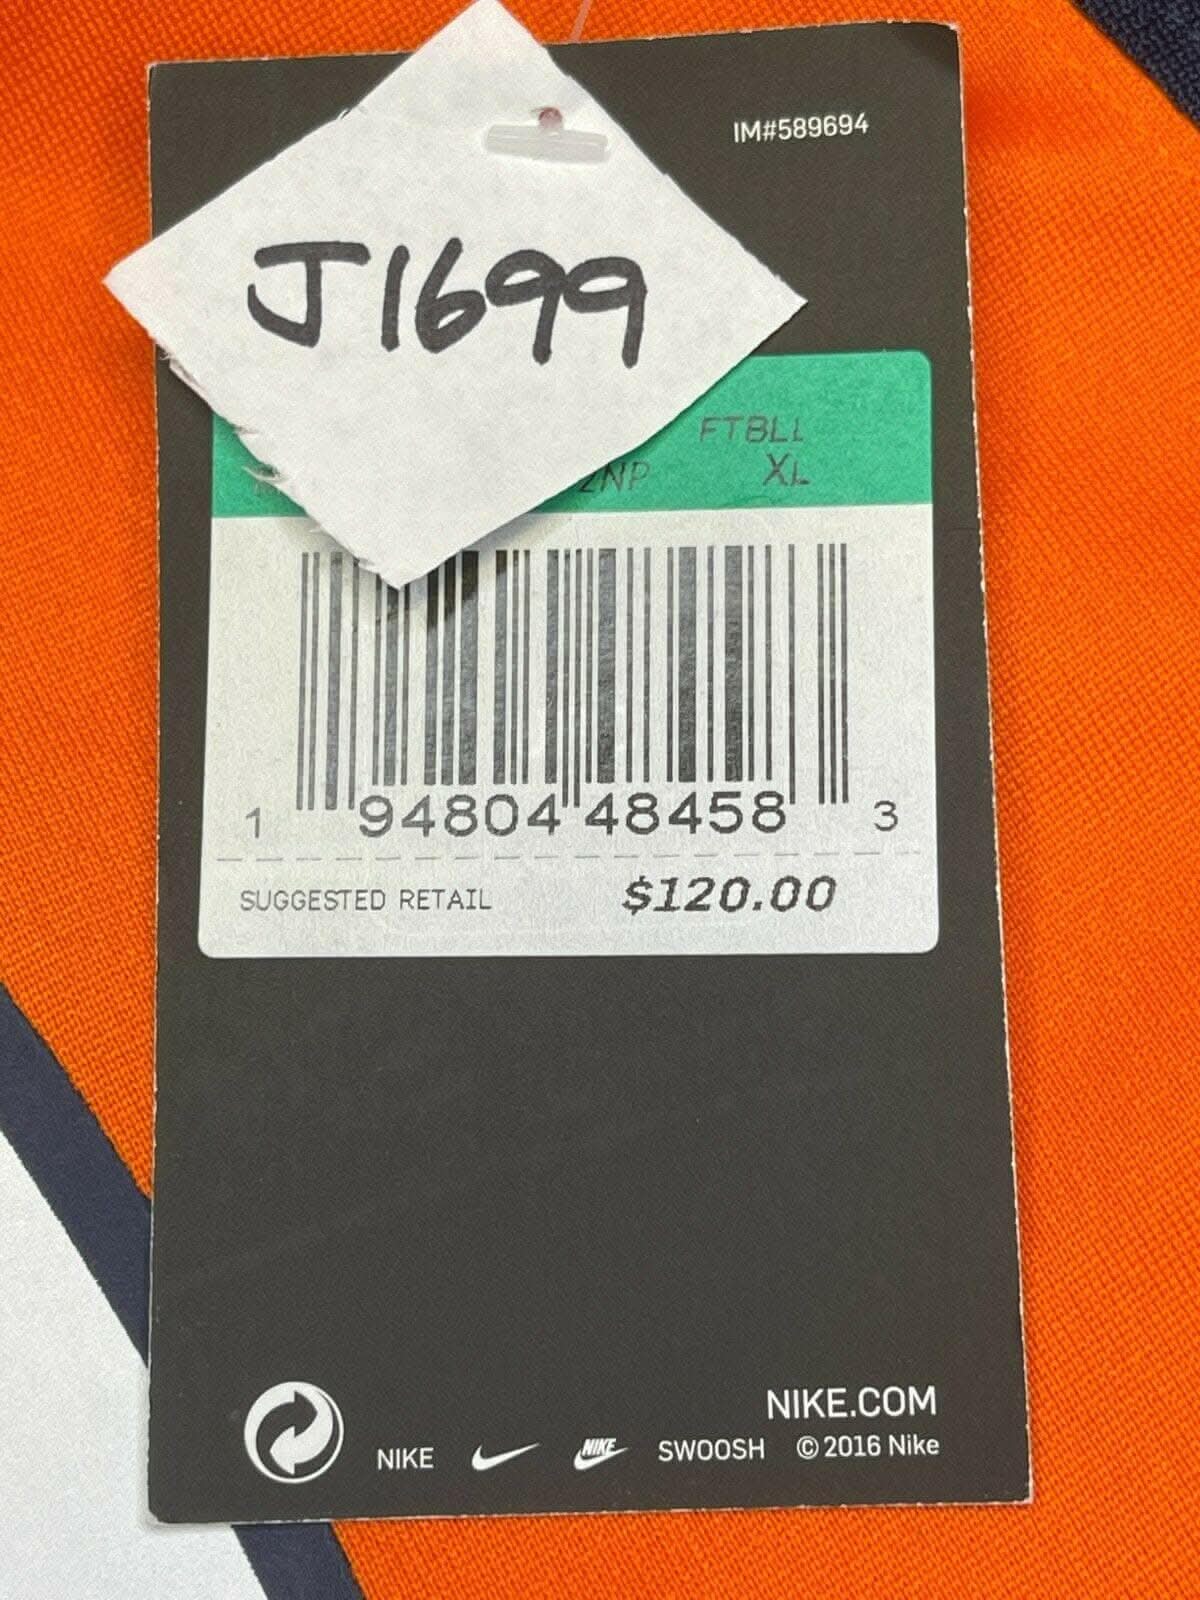 IM#589694
J1699
FTBLL
XL
1 94804 48458 3
SUGGESTED RETAIL $120.00
NIKE.COM
NIKE NIKE SWOOSH © 2016 Nike